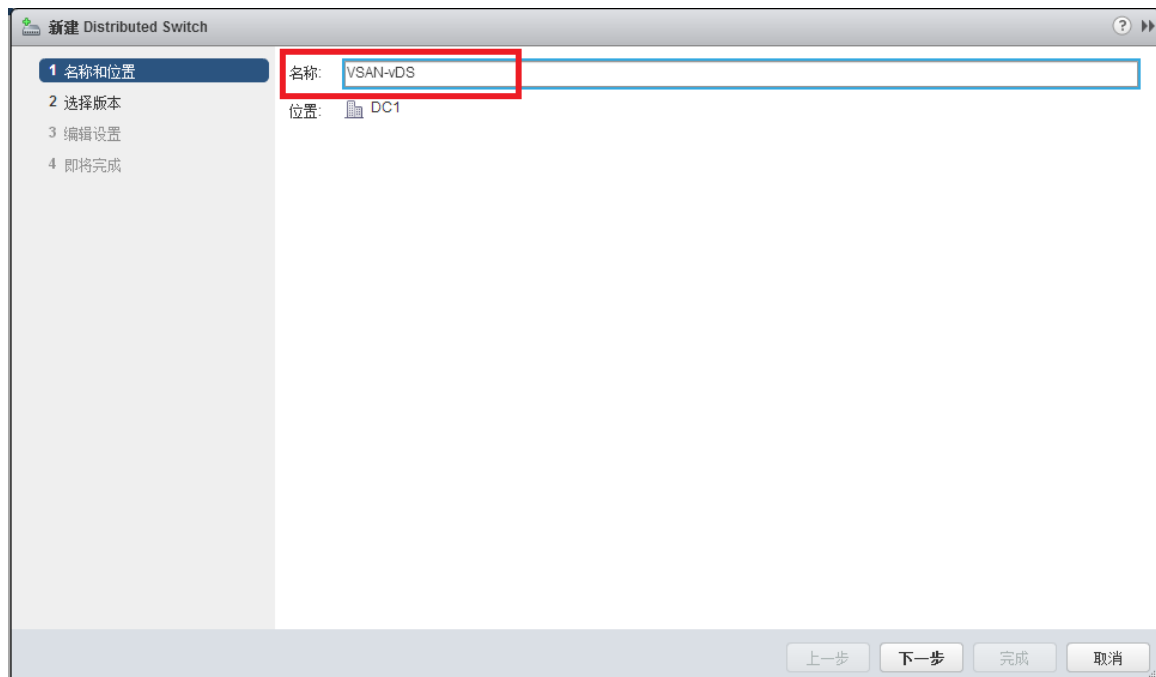 新建 Distributed Switch
1 名称和位置
2 选择版本
3 编辑设置
4 即将完成
名称: VSAN-vDS
位置: DC1
上一步 下一步 完成 取消